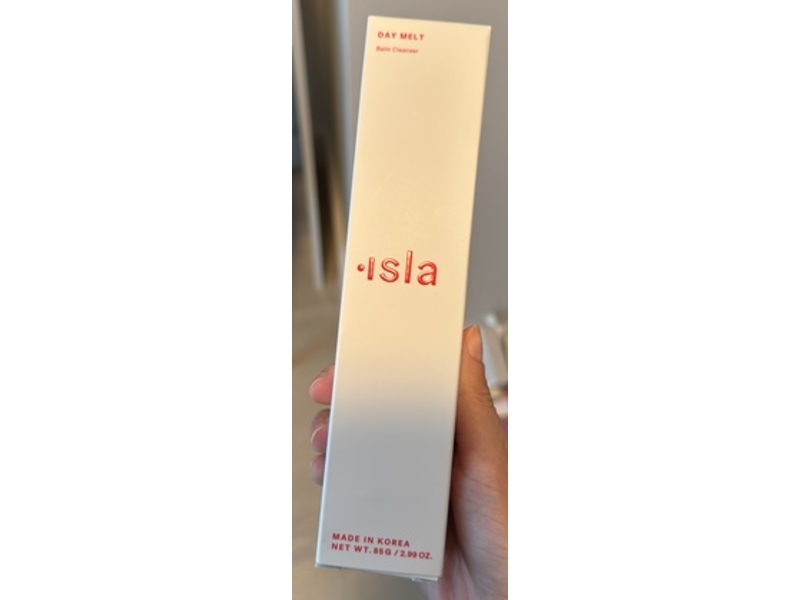 DAY MELT
Balm Cleanser
isla
MADE IN KOREA
NET WT. 85G / 2.99 OZ.